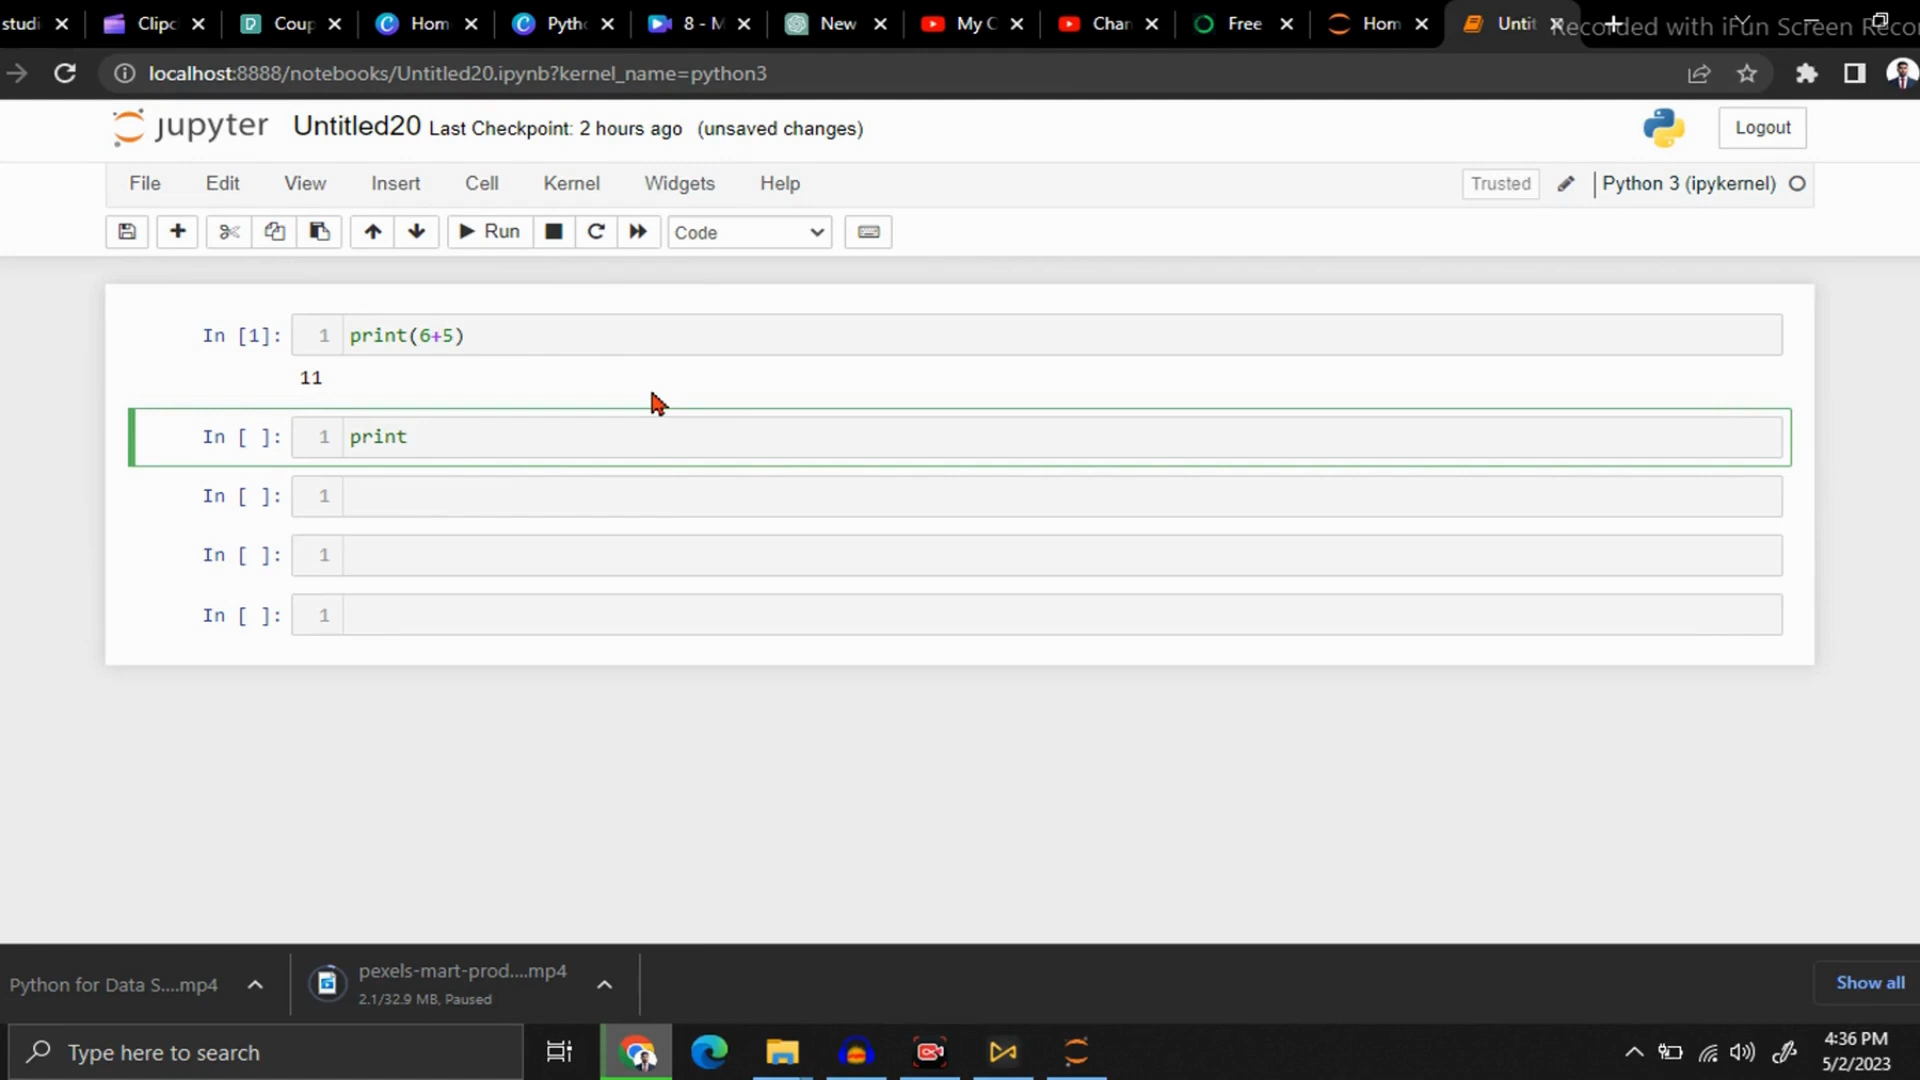 studi
Clipc
Coup
Hom
Pytho
8 - M
New
My C
Chan
Free
Hom
Untit
Recorded with iFun Screen Reco
localhost:8888/notebooks/Untitled20.ipynb?kernel_name=python3
jupyter
Untitled20 Last Checkpoint: 2 hours ago (unsaved changes)
Logout
File Edit View Insert Cell Kernel Widgets Help
Trusted
Python 3 (ipykernel)
Run
Code
In [1]: 1 print(6+5)
11
In [ ]: 1 print
In [ ]: 1
In [ ]: 1
In [ ]: 1
Python for Data S....mp4
pexels-mart-prod....mp4
2.1/32.9 MB, Paused
Show all
Type here to search
4:36 PM
5/2/2023